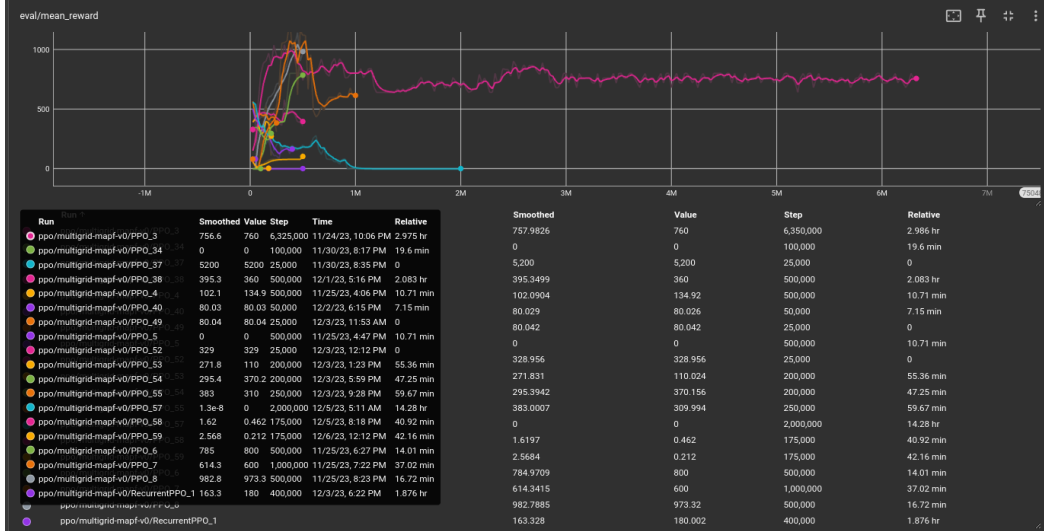 eval/mean_reward
1000
500
0
-1M 0 1M 2M 3M 4M 5M 6M 7M 7504
Run Smoothed Value Step Time Relative
ppo/multigrid-mapf-v0/PPO_3 756.6 760 6,325,000 11/24/23, 10:06 PM 2.975 hr
ppo/multigrid-mapf-v0/PPO_34 0 0 100,000 11/30/23, 8:17 PM 19.6 min
ppo/multigrid-mapf-v0/PPO_37 5200 5200 25,000 11/30/23, 8:35 PM 0
ppo/multigrid-mapf-v0/PPO_38 395.3 360 500,000 12/1/23, 5:16 PM 2.083 hr
ppo/multigrid-mapf-v0/PPO_4 102.1 134.9 500,000 11/25/23, 4:06 PM 10.71 min
ppo/multigrid-mapf-v0/PPO_40 80.03 80.03 50,000 12/2/23, 6:15 PM 7.15 min
ppo/multigrid-mapf-v0/PPO_49 80.04 80.04 25,000 12/3/23, 11:53 AM 0
ppo/multigrid-mapf-v0/PPO_5 0 0 500,000 11/25/23, 4:47 PM 10.71 min
ppo/multigrid-mapf-v0/PPO_52 329 329 25,000 12/3/23, 12:12 PM 0
ppo/multigrid-mapf-v0/PPO_53 271.8 110 200,000 12/3/23, 1:23 PM 55.36 min
ppo/multigrid-mapf-v0/PPO_54 295.4 370.2 200,000 12/3/23, 5:59 PM 47.25 min
ppo/multigrid-mapf-v0/PPO_55 383 310 250,000 12/3/23, 9:28 PM 59.67 min
ppo/multigrid-mapf-v0/PPO_57 1.3e-8 0 2,000,000 12/5/23, 5:11 AM 14.28 hr
ppo/multigrid-mapf-v0/PPO_58 1.62 0.462 175,000 12/5/23, 8:18 PM 40.92 min
ppo/multigrid-mapf-v0/PPO_59 2.568 0.212 175,000 12/6/23, 12:12 PM 42.16 min
ppo/multigrid-mapf-v0/PPO_6 785 800 500,000 11/25/23, 6:27 PM 14.01 min
ppo/multigrid-mapf-v0/PPO_7 614.3 600 1,000,000 11/25/23, 7:22 PM 37.02 min
ppo/multigrid-mapf-v0/PPO_8 982.8 973.3 500,000 11/25/23, 8:23 PM 16.72 min
ppo/multigrid-mapf-v0/RecurrentPPO_1 163.3 180 400,000 12/3/23, 6:22 PM 1.876 hr
Run Smoothed Value Step Relative
757.9826 760 6,350,000 2.986 hr
0 0 100,000 19.6 min
5,200 5,200 25,000 0
395.3499 360 500,000 2.083 hr
102.0904 134.92 500,000 10.71 min
80.029 80.026 50,000 7.15 min
80.042 80.042 25,000 0
0 0 500,000 10.71 min
328.956 328.956 25,000 0
271.831 110.024 200,000 55.36 min
295.3942 370.156 200,000 47.25 min
383.0007 309.994 250,000 59.67 min
0 0 2,000,000 14.28 hr
1.6197 0.462 175,000 40.92 min
2.5684 0.212 175,000 42.16 min
784.9709 800 500,000 14.01 min
614.3415 600 1,000,000 37.02 min
ppo/multigrid-mapf-v0/PPO_8 982.7885 973.32 500,000 16.72 min
ppo/multigrid-mapf-v0/RecurrentPPO_1 163.328 180.002 400,000 1.876 hr